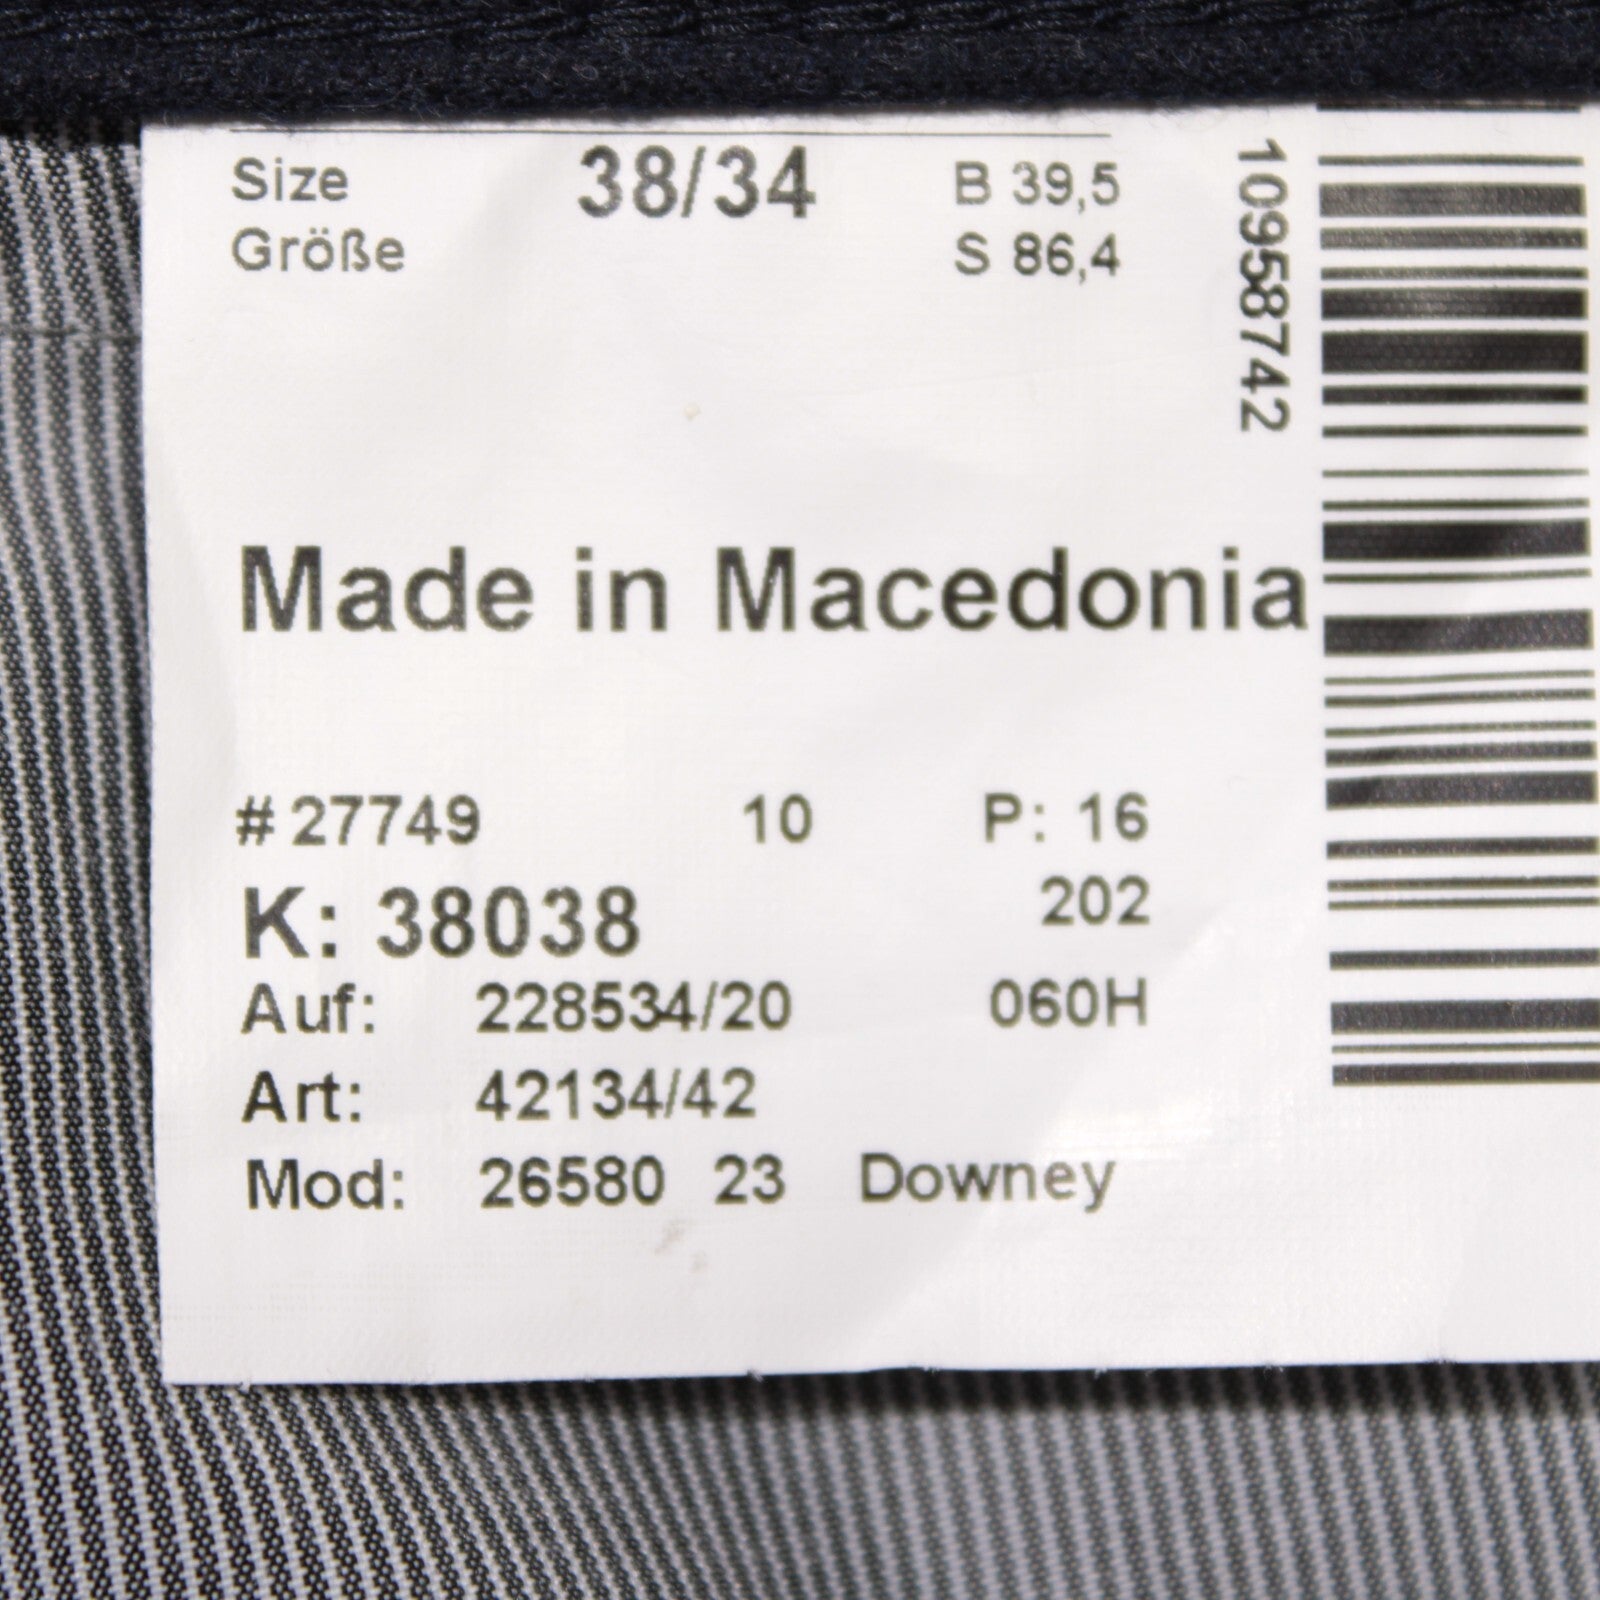 Size 38/34 B 39,5
Größe S 86,4
Made in Macedonia
#27749 10 P: 16
K: 38038 202
Auf: 228534/20 060H
Art: 42134/42
Mod: 26580 23 Downey
10958742